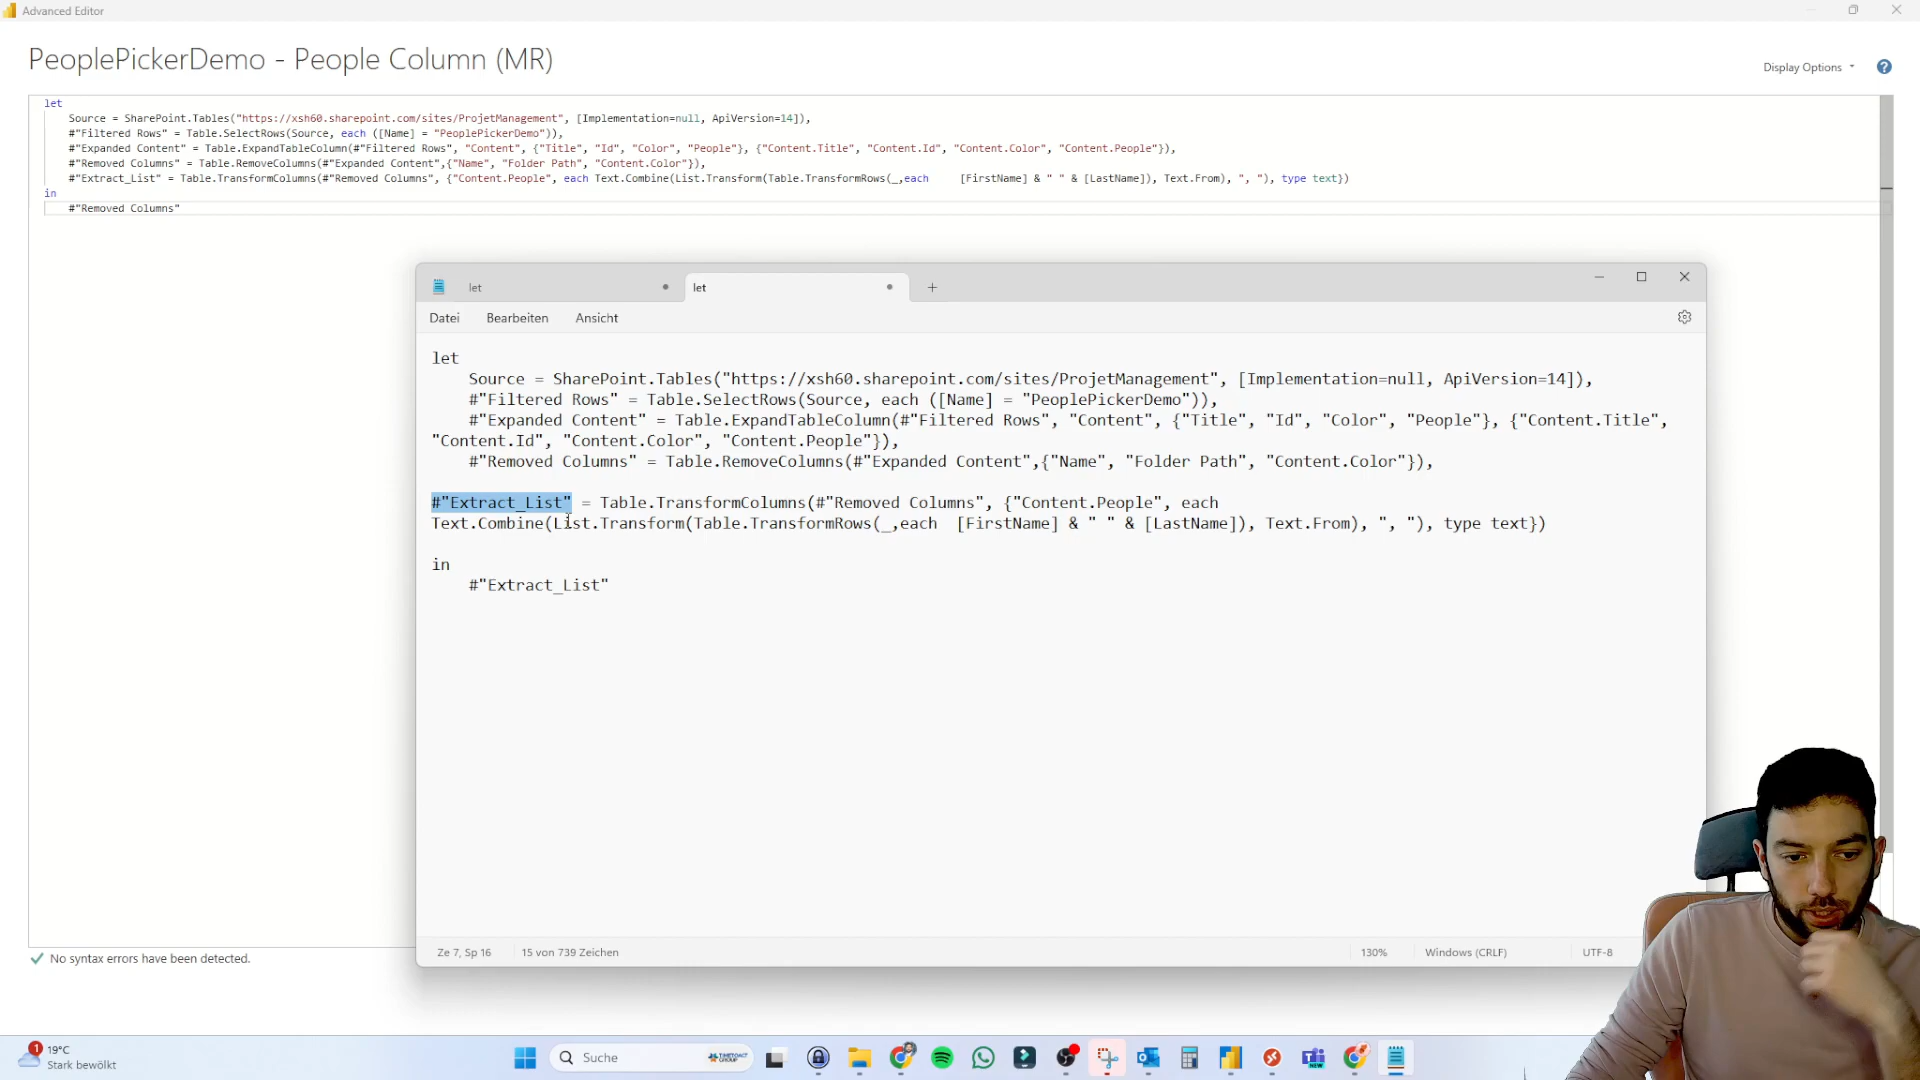 Advanced Editor
PeoplePickerDemo - People Column (MR)
Display Options
?
let
Source = SharePoint.Tables("https://xsh60.sharepoint.com/sites/ProjetManagement", [Implementation=null, ApiVersion=14]),
#"Filtered Rows" = Table.SelectRows(Source, each ([Name] = "PeoplePickerDemo")),
#"Expanded Content" = Table.ExpandTableColumn(#"Filtered Rows", "Content", {"Title", "Id", "Color", "People"}, {"Content.Title", "Content.Id", "Content.Color", "Content.People"}),
#"Removed Columns" = Table.RemoveColumns(#"Expanded Content",{"Name", "Folder Path", "Content.Color"}),
#"Extract_List" = Table.TransformColumns(#"Removed Columns", {"Content.People", each Text.Combine(List.Transform(Table.TransformRows(_,each [FirstName] & " " & [LastName]), Text.From), ", "), type text})
in
#"Removed Columns"
let
let
Datei Bearbeiten Ansicht
let
Source = SharePoint.Tables("https://xsh60.sharepoint.com/sites/ProjetManagement", [Implementation=null, ApiVersion=14]),
#"Filtered Rows" = Table.SelectRows(Source, each ([Name] = "PeoplePickerDemo")),
#"Expanded Content" = Table.ExpandTableColumn(#"Filtered Rows", "Content", {"Title", "Id", "Color", "People"}, {"Content.Title",
"Content.Id", "Content.Color", "Content.People"}),
#"Removed Columns" = Table.RemoveColumns(#"Expanded Content",{"Name", "Folder Path", "Content.Color"}),
#"Extract_List" = Table.TransformColumns(#"Removed Columns", {"Content.People", each
Text.Combine(List.Transform(Table.TransformRows(_,each [FirstName] & " " & [LastName]), Text.From), ", "), type text})
in
#"Extract_List"
Ze 7, Sp 16 15 von 739 Zeichen 130% Windows (CRLF) UTF-8
No syntax errors have been detected.
1
19°C
Stark bewölkt
Suche
NEW